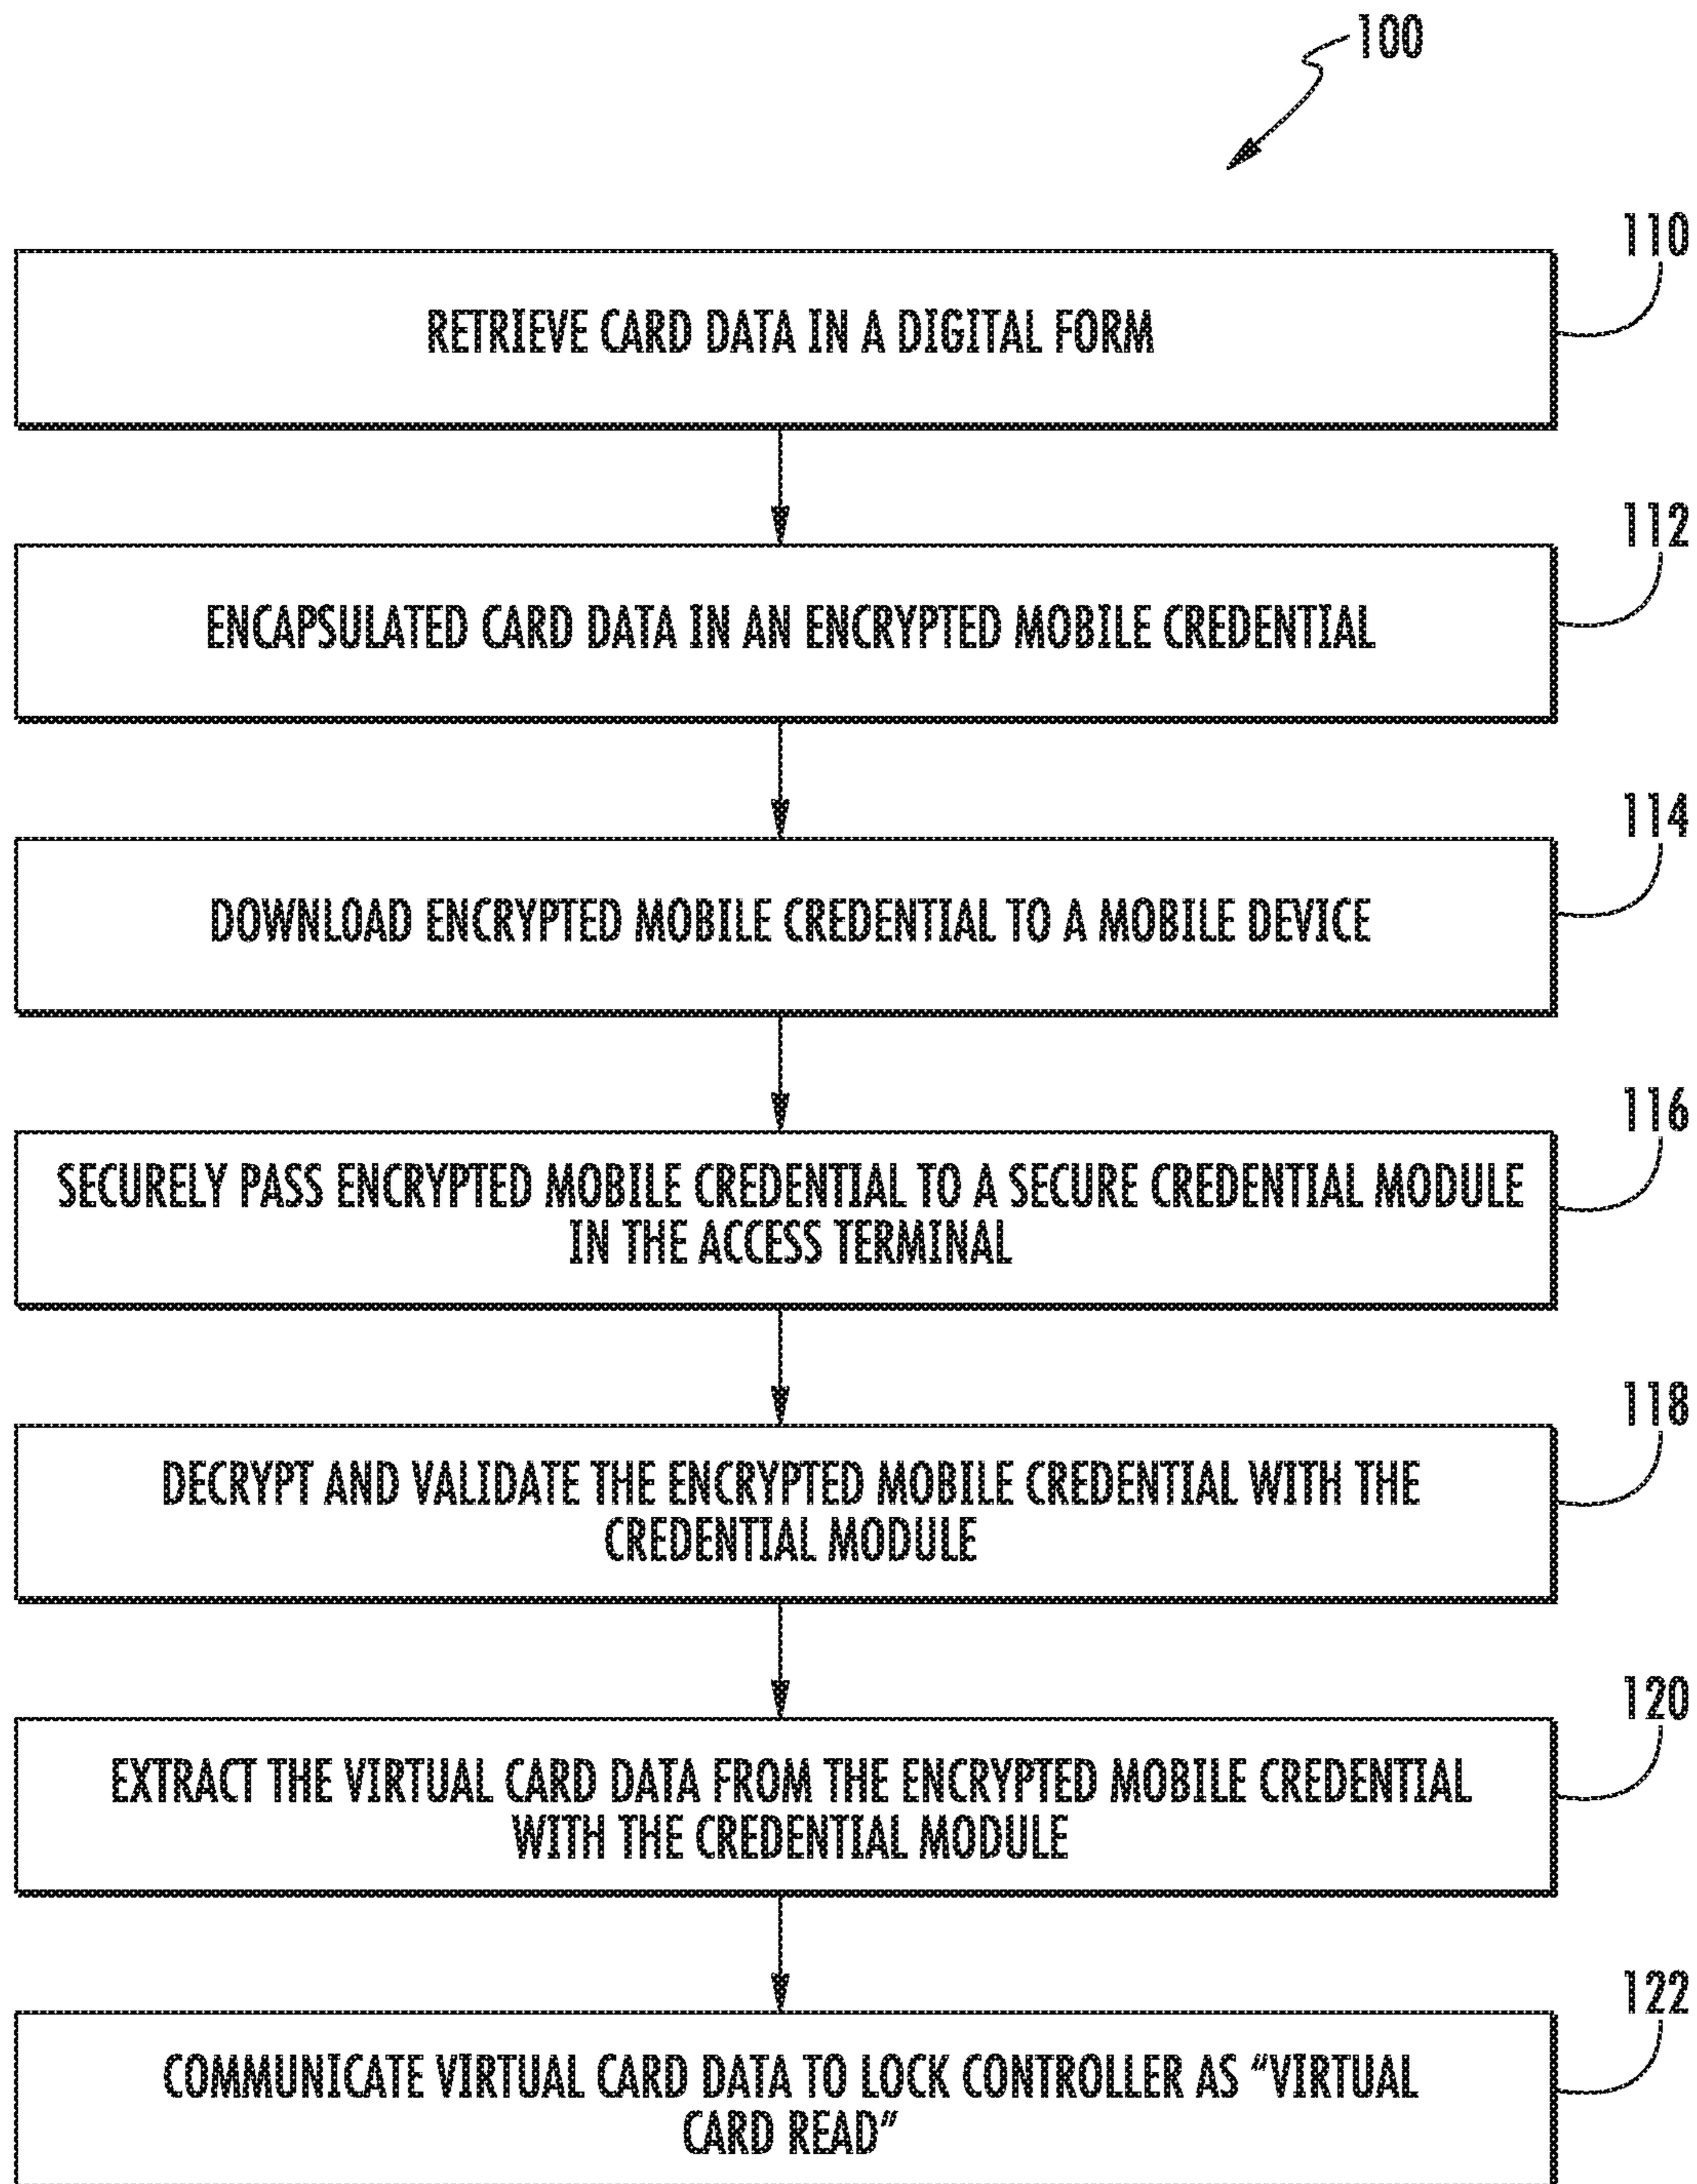 100
110
RETRIEVE CARD DATA IN A DIGITAL FORM
112
ENCAPSULATED CARD DATA IN AN ENCRYPTED MOBILE CREDENTIAL
114
DOWNLOAD ENCRYPTED MOBILE CREDENTIAL TO A MOBILE DEVICE
116
SECURELY PASS ENCRYPTED MOBILE CREDENTIAL TO A SECURE CREDENTIAL MODULE
IN THE ACCESS TERMINAL
118
DECRYPT AND VALIDATE THE ENCRYPTED MOBILE CREDENTIAL WITH THE
CREDENTIAL MODULE
120
EXTRACT THE VIRTUAL CARD DATA FROM THE ENCRYPTED MOBILE CREDENTIAL
WITH THE CREDENTIAL MODULE
122
COMMUNICATE VIRTUAL CARD DATA TO LOCK CONTROLLER AS “VIRTUAL
CARD READ”